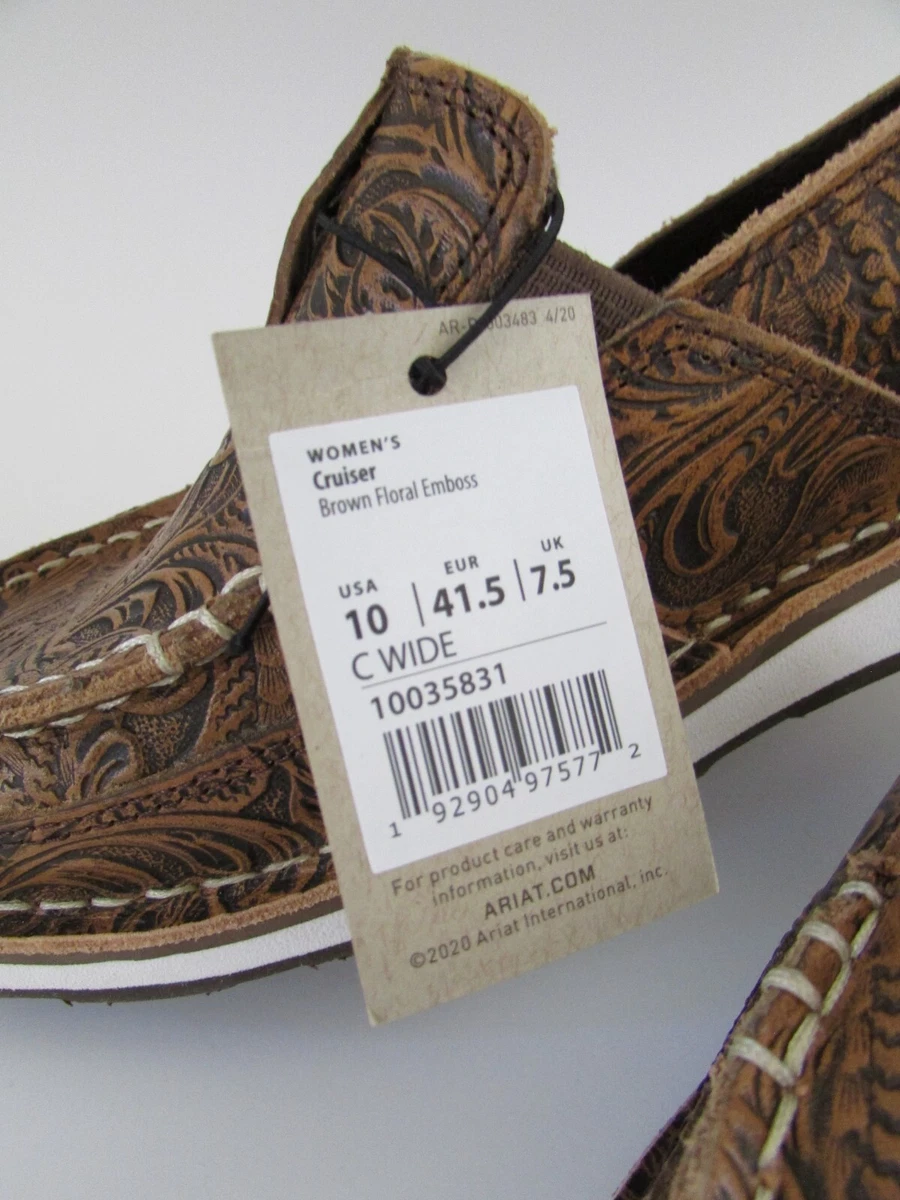 4/20
WOMEN'S
Cruiser
Brown Floral Emboss
USA EUR UK
10 | 41.5 | 7.5
C WIDE
10035831
1 92904 97577 2
For product care and warranty
information, visit us at:
ARIAT.COM
©2020 Ariat International, inc.